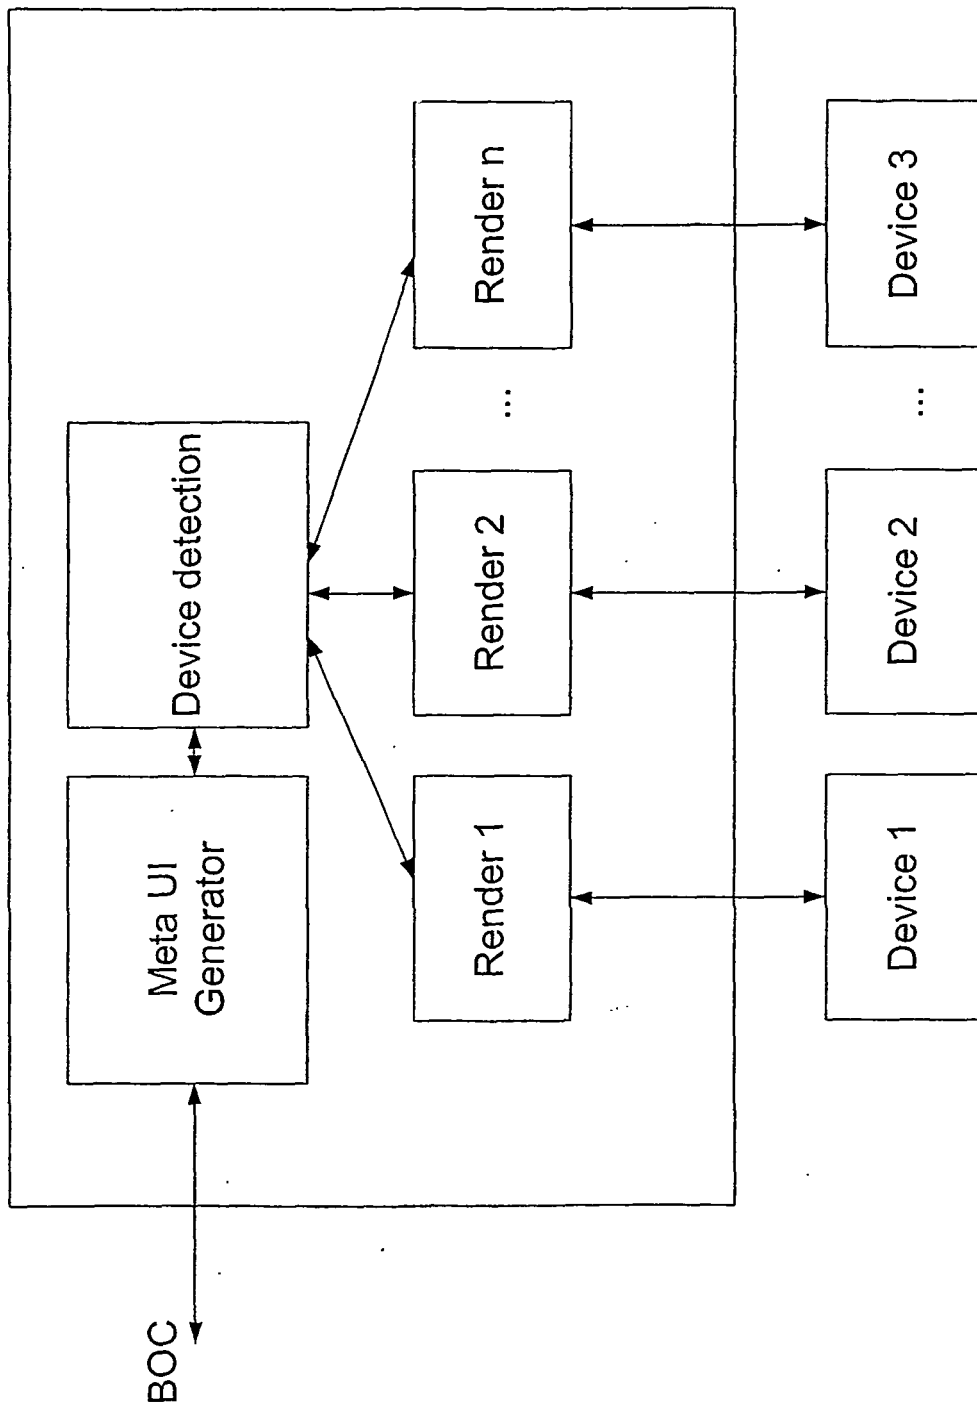 BOC
Meta UI
Generator
Device detection
Render 1
Render 2
...
Render n
Device 1
Device 2
...
Device 3